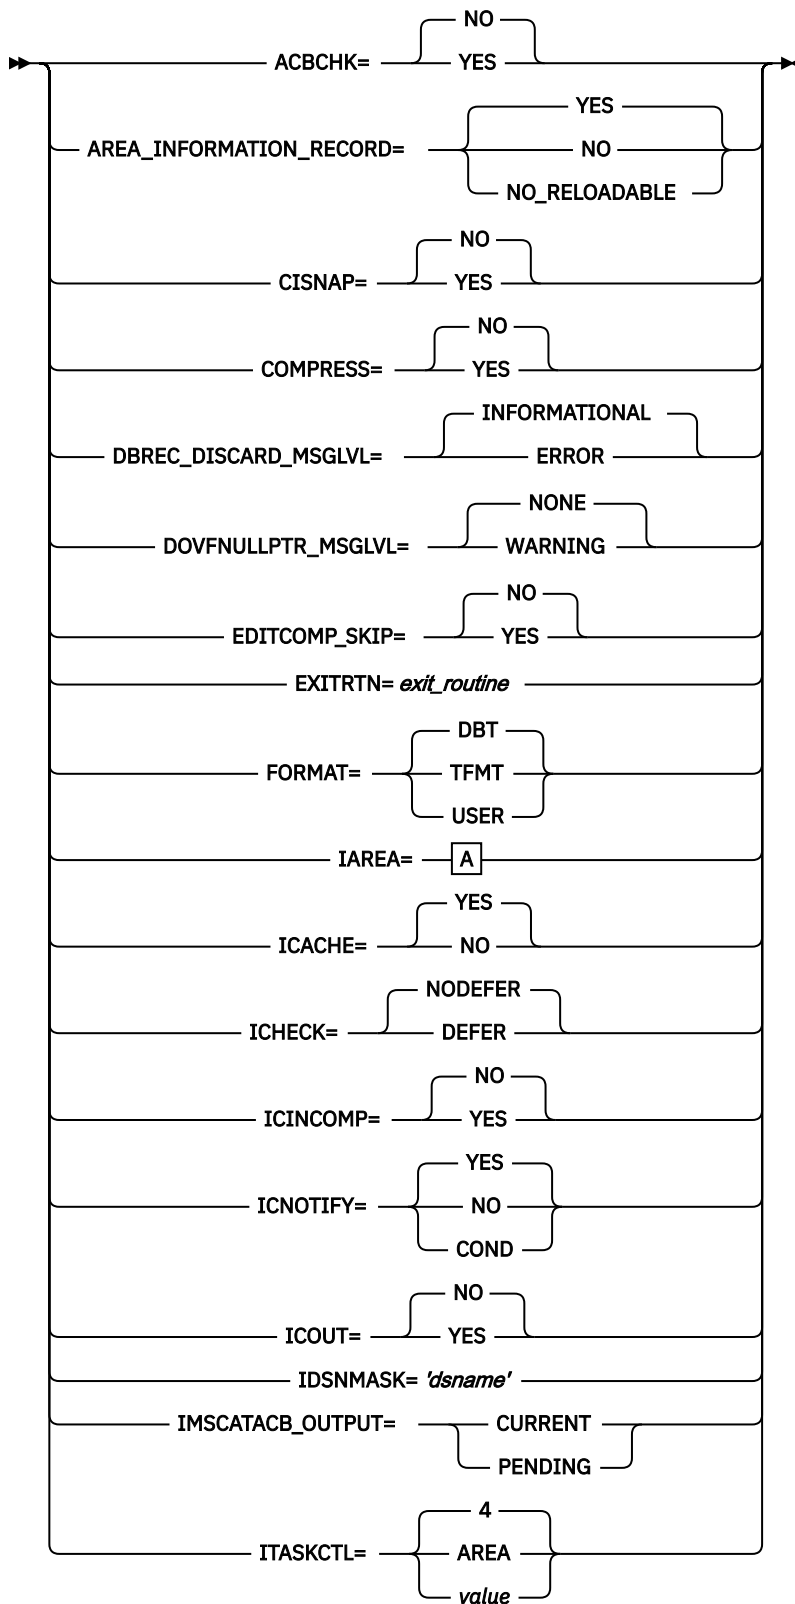 NO
ACBCHK= YES
YES
AREA_INFORMATION_RECORD= NO
NO_RELOADABLE
NO
CISNAP= YES
NO
COMPRESS= YES
INFORMATIONAL
DBREC_DISCARD_MSGLVL= ERROR
NONE
DOVFNULLPTR_MSGLVL= WARNING
NO
EDITCOMP_SKIP= YES
EXITRTN= exit_routine
DBT
FORMAT= TFMT
USER
IAREA= A
YES
ICACHE= NO
NODEFER
ICHECK= DEFER
NO
ICINCOMP= YES
YES
ICNOTIFY= NO
COND
NO
ICOUT= YES
IDSNMASK= 'dsname'
IMSCATACB_OUTPUT= CURRENT
PENDING
4
ITASKCTL= AREA
value